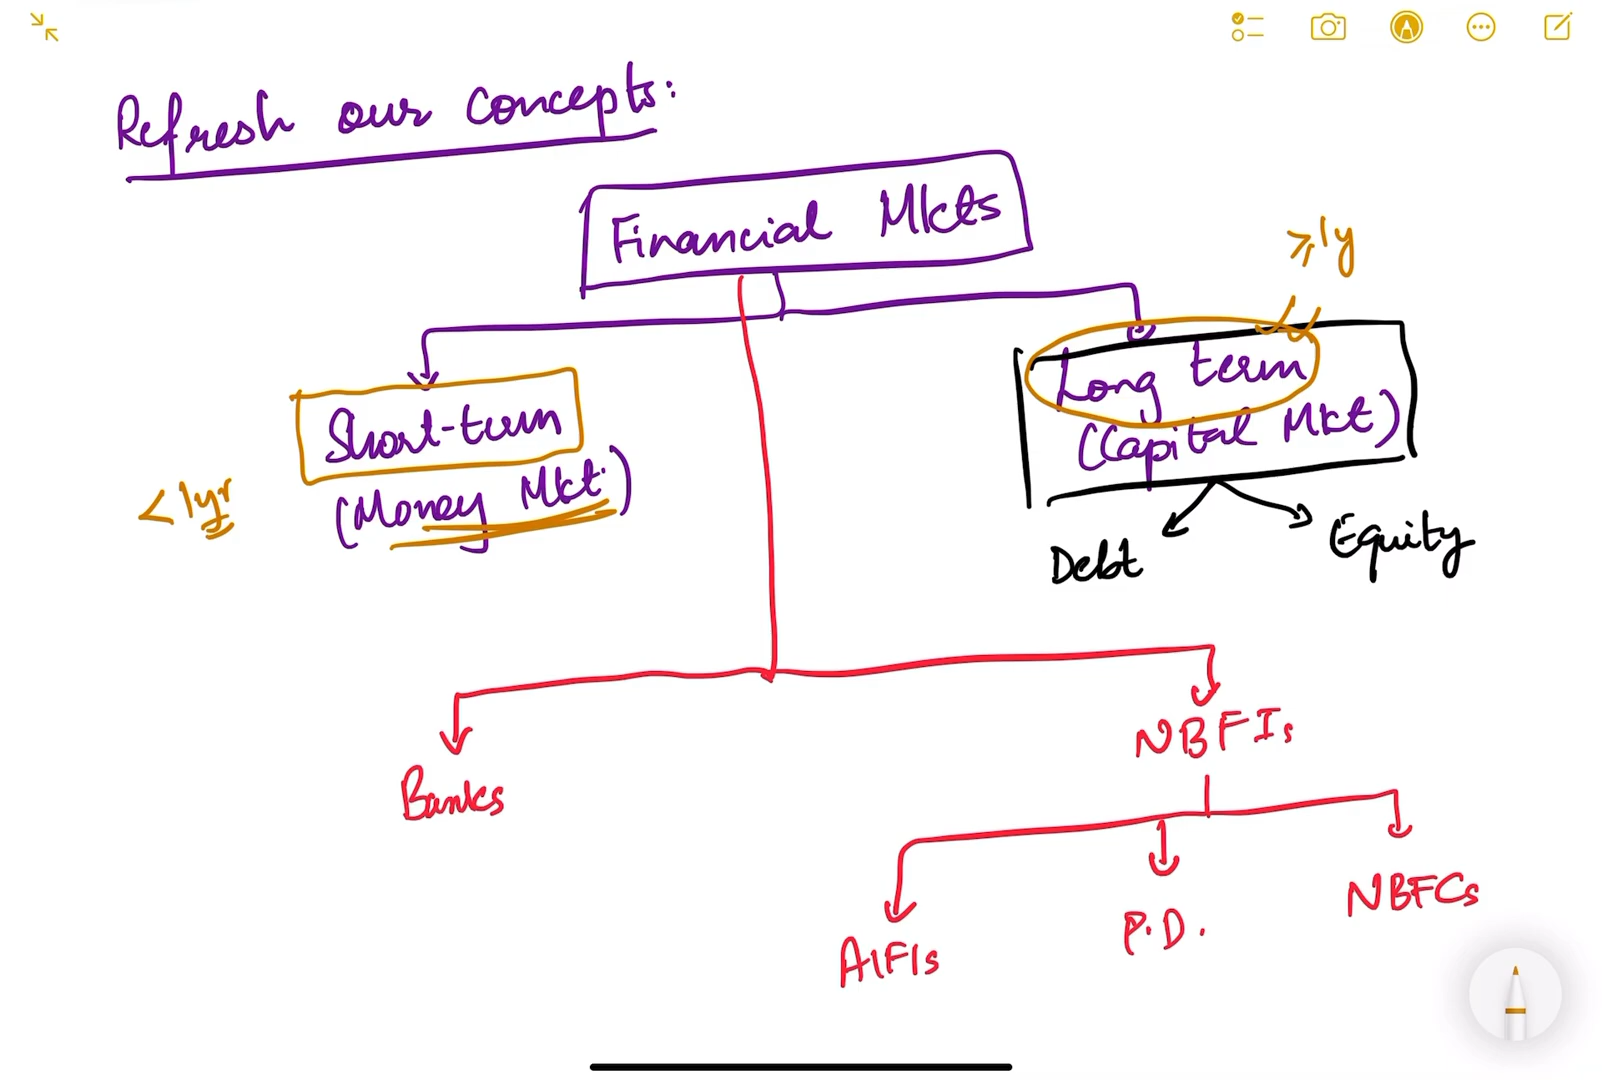 Refresh our concepts:
Financial Mkts
≥1y
Long term
(Capital Mkt)
Short-term
(Money Mkt.)
<1yr
Debt
Equity
NBFIs
Banks
AIFIs
P.D.
NBFCs